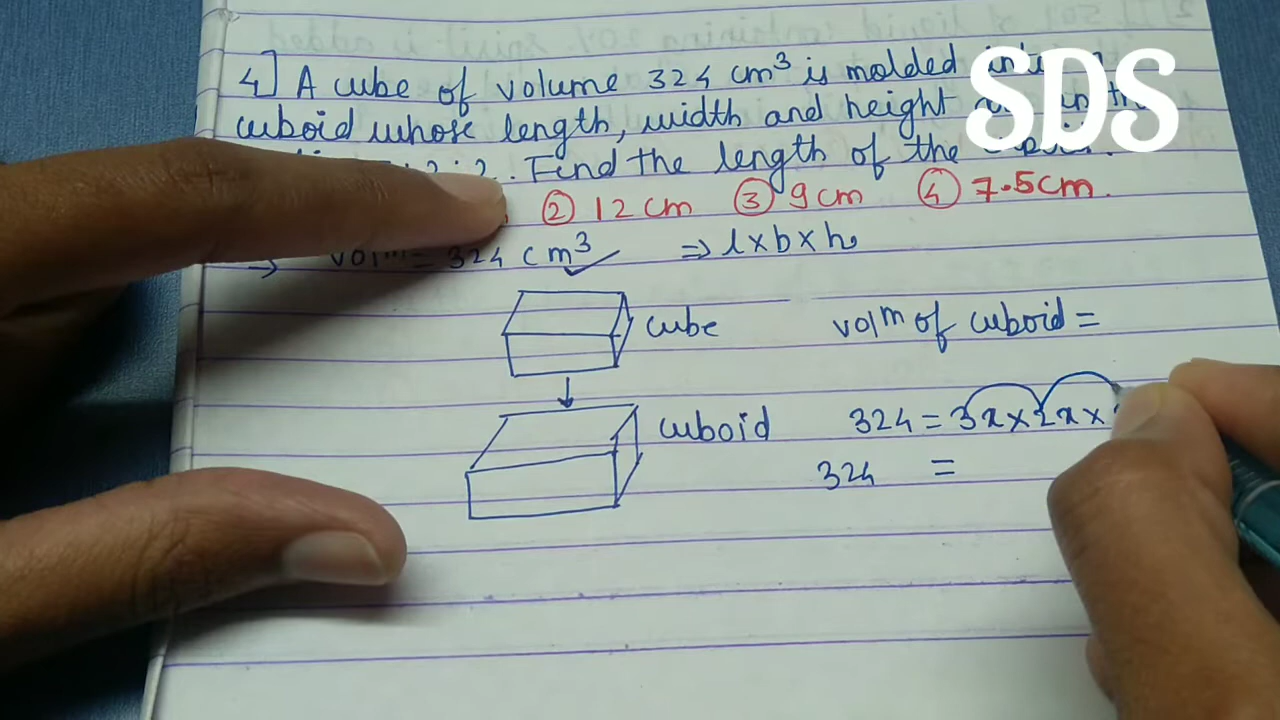 4] A cube of volume 324 cm³ is molded
cuboid whose length, width and height
: 2 : 2. Find the length of the
② 12 cm ③ 9 cm ④ 7.5cm.
→ 324 cm³ ✓ ⇒ l×b×h
cube volᵐ of cuboid =
cuboid 324 = 3x×2x×
324 =
SDS